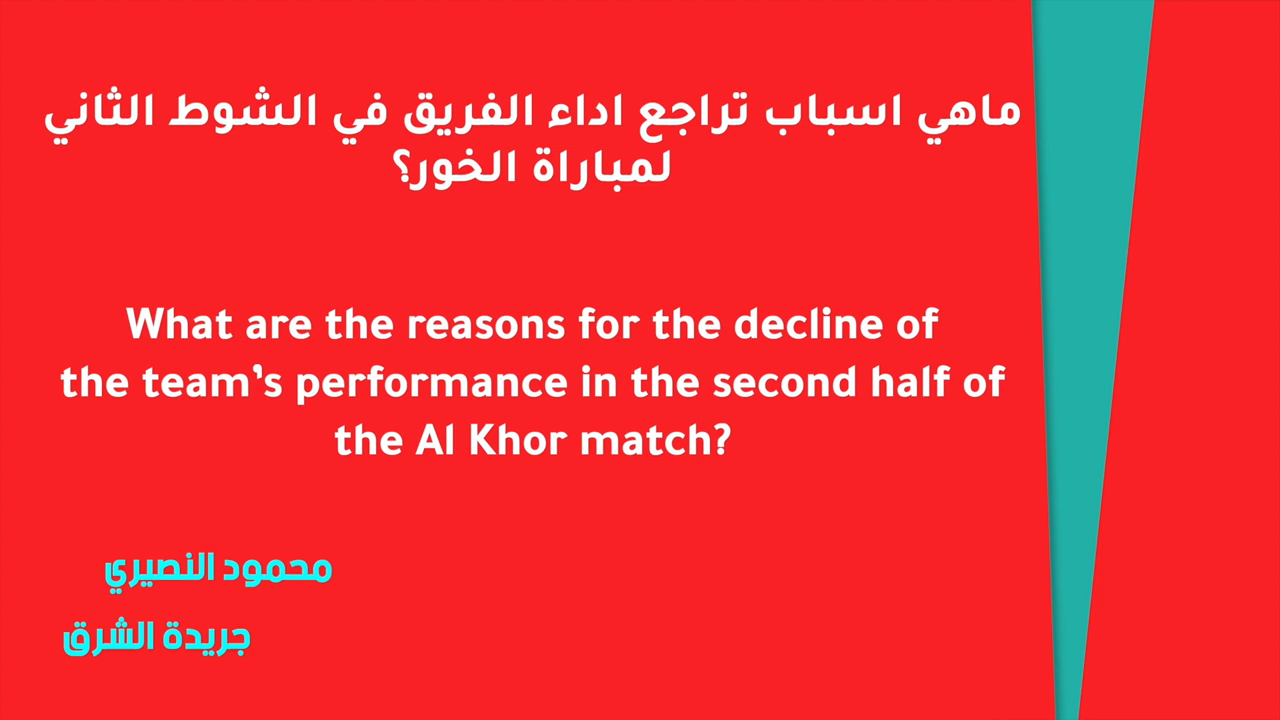 ماهي اسباب تراجع اداء الفريق في الشوط الثاني
لمباراة الخور؟
What are the reasons for the decline of
the team’s performance in the second half of
the Al Khor match?
محمود النصيري
جريدة الشرق